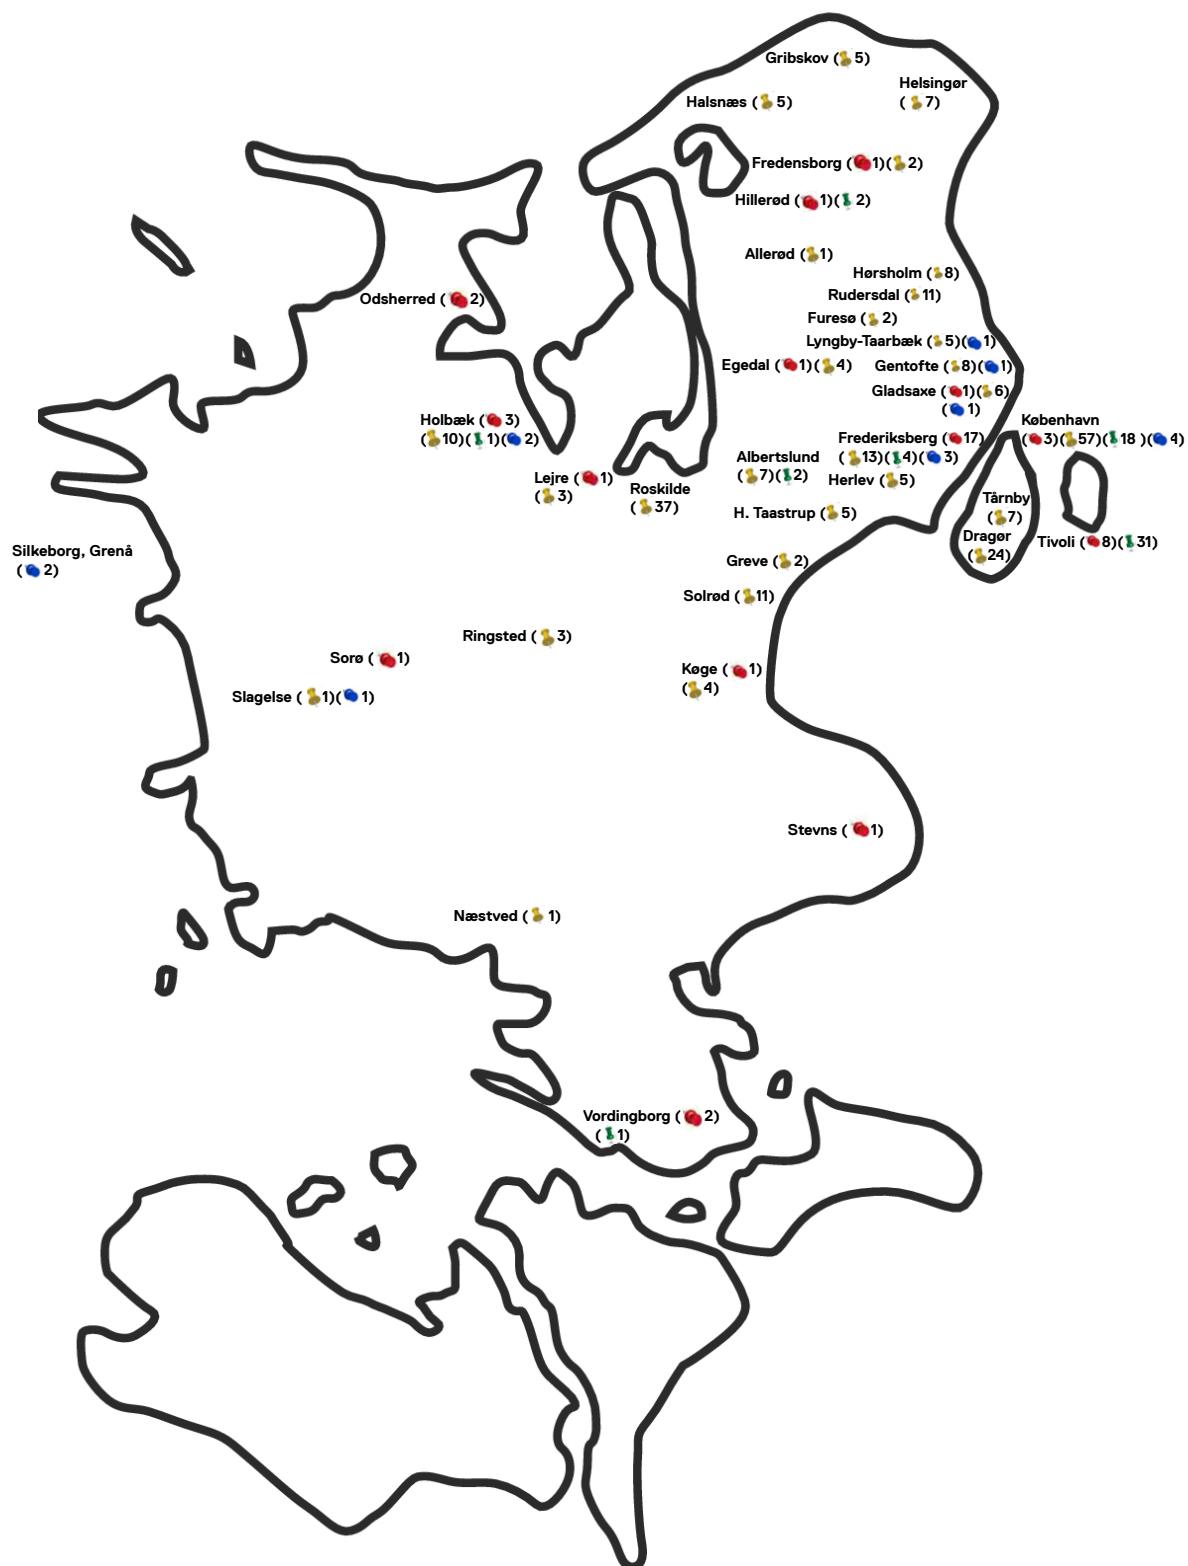 Gribskov ( 5)
Helsingør
( 7)
Halsnæs ( 5)
Fredensborg ( 1)( 2)
Hillerød ( 1)( 2)
Allerød ( 1)
Hørsholm ( 8)
Rudersdal ( 11)
Odsherred ( 2)
Furesø ( 2)
Lyngby-Taarbæk ( 5)( 1)
Egedal ( 1)( 4)
Gentofte ( 8)( 1)
Gladsaxe ( 1)( 6)
( 1)
Holbæk ( 3)
( 10)( 1)( 2)
København
( 3)( 57)( 18 )( 4)
Frederiksberg ( 17)
( 13)( 4)( 3)
Albertslund
( 7)( 2)
Herlev ( 5)
Lejre ( 1)
( 3)
Roskilde
( 37)
Tårnby
( 7)
H. Taastrup ( 5)
Dragør
( 24)
Tivoli ( 8)( 31)
Silkeborg, Grenå
( 2)
Greve ( 2)
Solrød ( 11)
Ringsted ( 3)
Sorø ( 1)
Køge ( 1)
( 4)
Slagelse ( 1)( 1)
Stevns ( 1)
Næstved ( 1)
Vordingborg ( 2)
( 1)